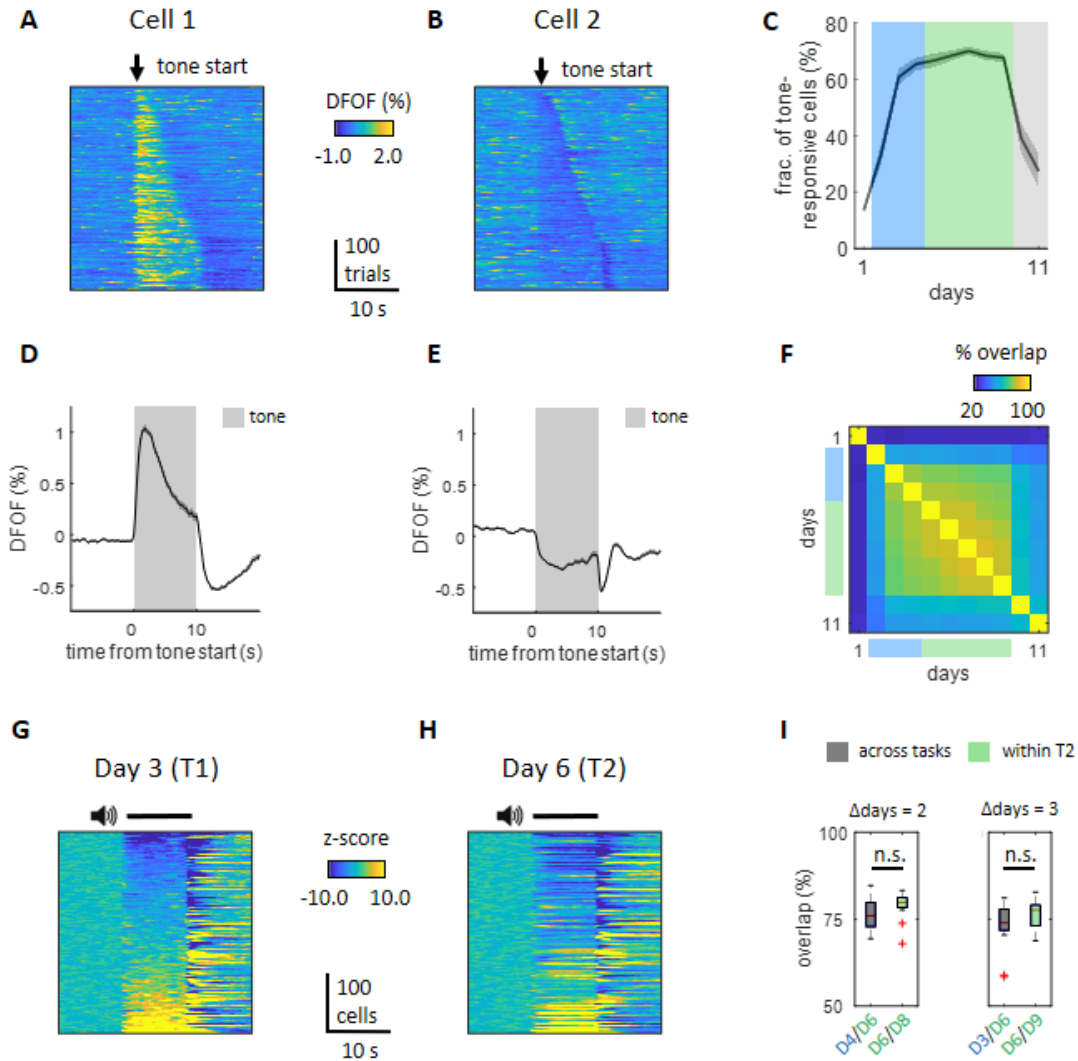 A
Cell 1
tone start
DFOF (%)
-1.0 2.0
100
trials
10 s
B
Cell 2
tone start
C
frac. of tone-
responsive cells (%)
80
60
40
20
0
1 11
days
D
DFOF (%)
1
0.5
0
-0.5
tone
0 10
time from tone start (s)
E
DFOF (%)
1
0.5
0
-0.5
tone
0 10
time from tone start (s)
F
% overlap
20 100
days
1
11
1 11
days
G
Day 3 (T1)
z-score
-10.0 10.0
100
cells
10 s
H
Day 6 (T2)
I
across tasks within T2
Δdays = 2 Δdays = 3
overlap (%)
100
75
50
n.s. n.s.
D4/D6 D6/D8 D3/D6 D6/D9